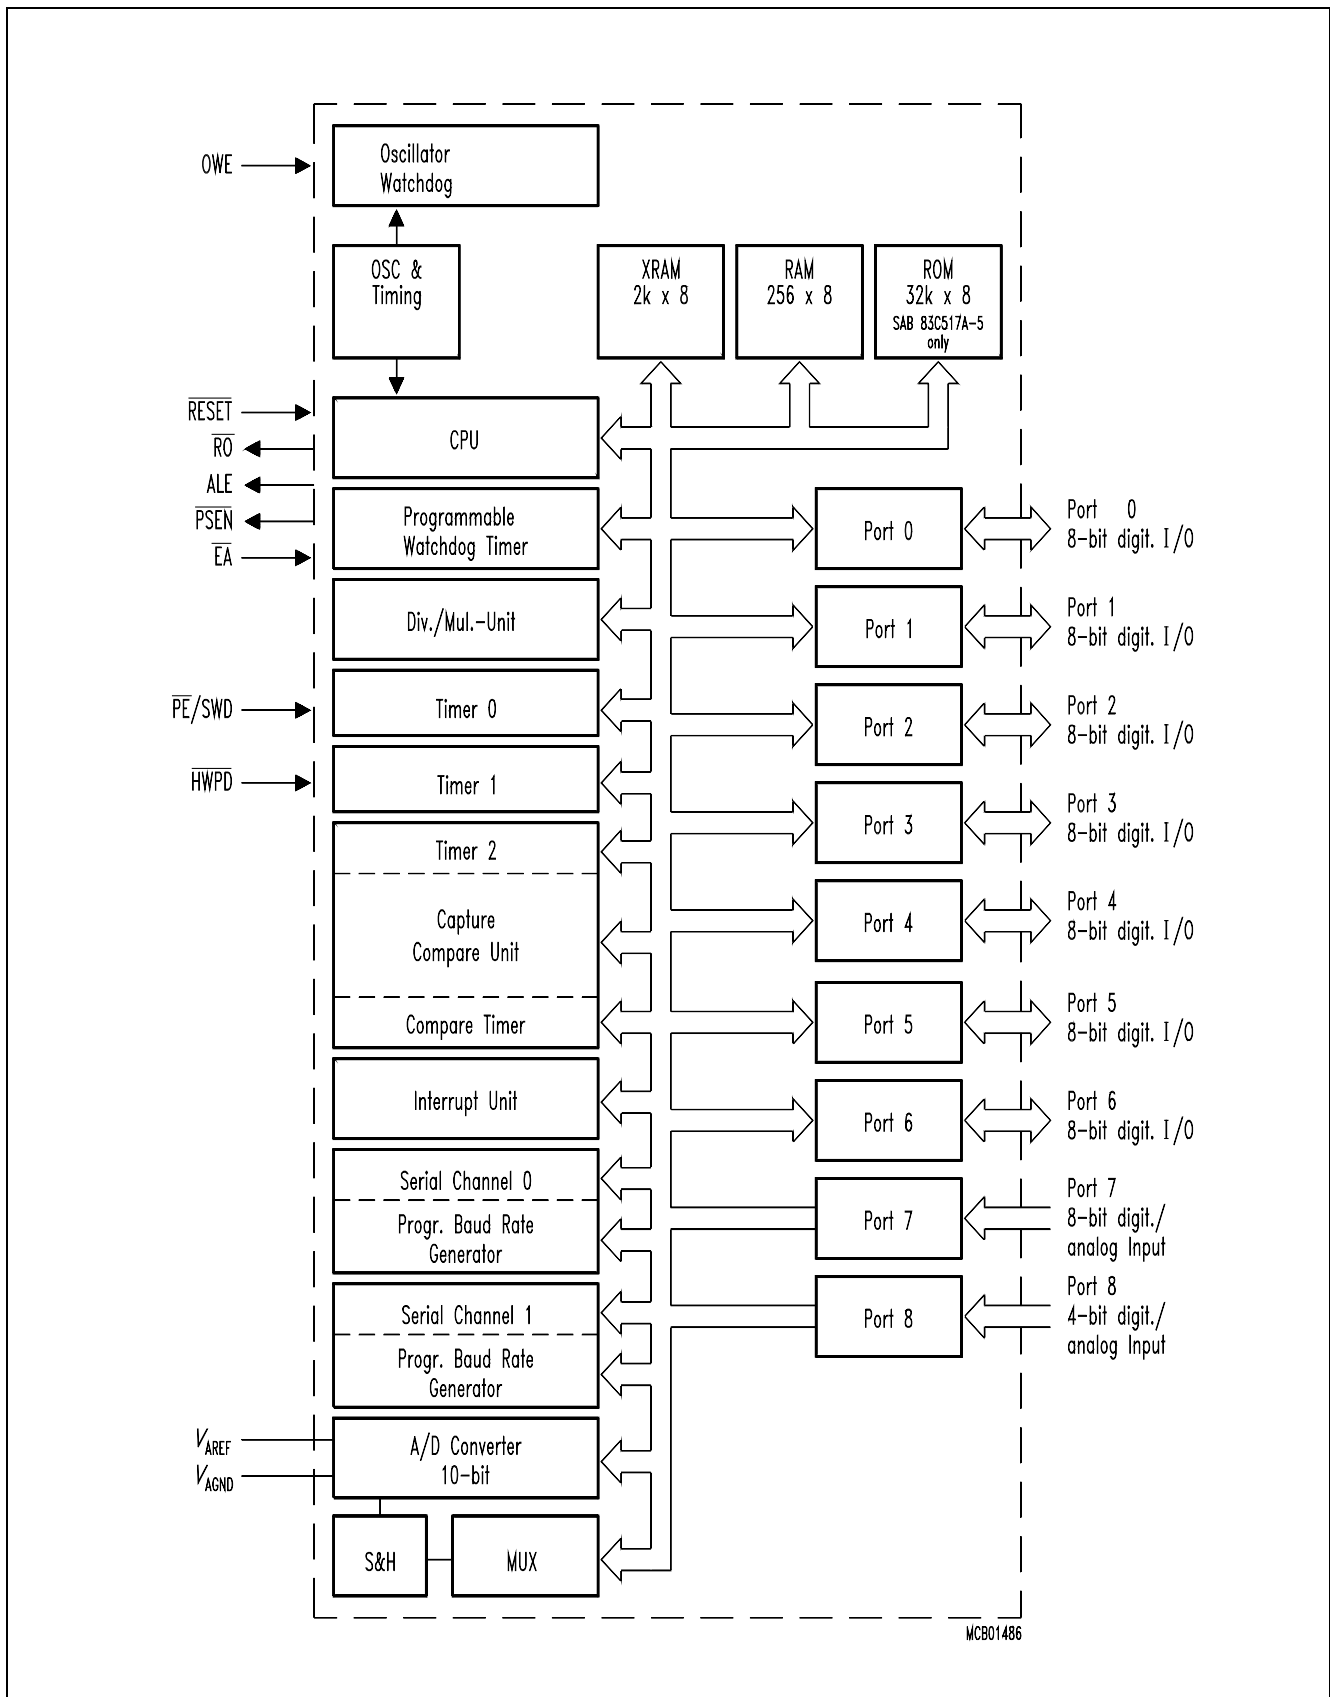 OWE
Oscillator
Watchdog
OSC &
Timing
XRAM
2k x 8
RAM
256 x 8
ROM
32k x 8
SAB 83C517A-5
only
RESET
RO
ALE
PSEN
EA
CPU
Programmable
Watchdog Timer
Port 0
Port 0
8-bit digit. I/O
Div./Mul.-Unit
Port 1
Port 1
8-bit digit. I/O
PE/SWD
Timer 0
Port 2
Port 2
8-bit digit. I/O
HWPD
Timer 1
Port 3
Port 3
8-bit digit. I/O
Timer 2
Capture
Compare Unit
Port 4
Port 4
8-bit digit. I/O
Compare Timer
Port 5
Port 5
8-bit digit. I/O
Interrupt Unit
Port 6
Port 6
8-bit digit. I/O
Serial Channel 0
Progr. Baud Rate
Generator
Port 7
Port 7
8-bit digit./
analog Input
Serial Channel 1
Progr. Baud Rate
Generator
Port 8
Port 8
4-bit digit./
analog Input
VAREF
VAGND
A/D Converter
10-bit
S&H
MUX
MCB01486